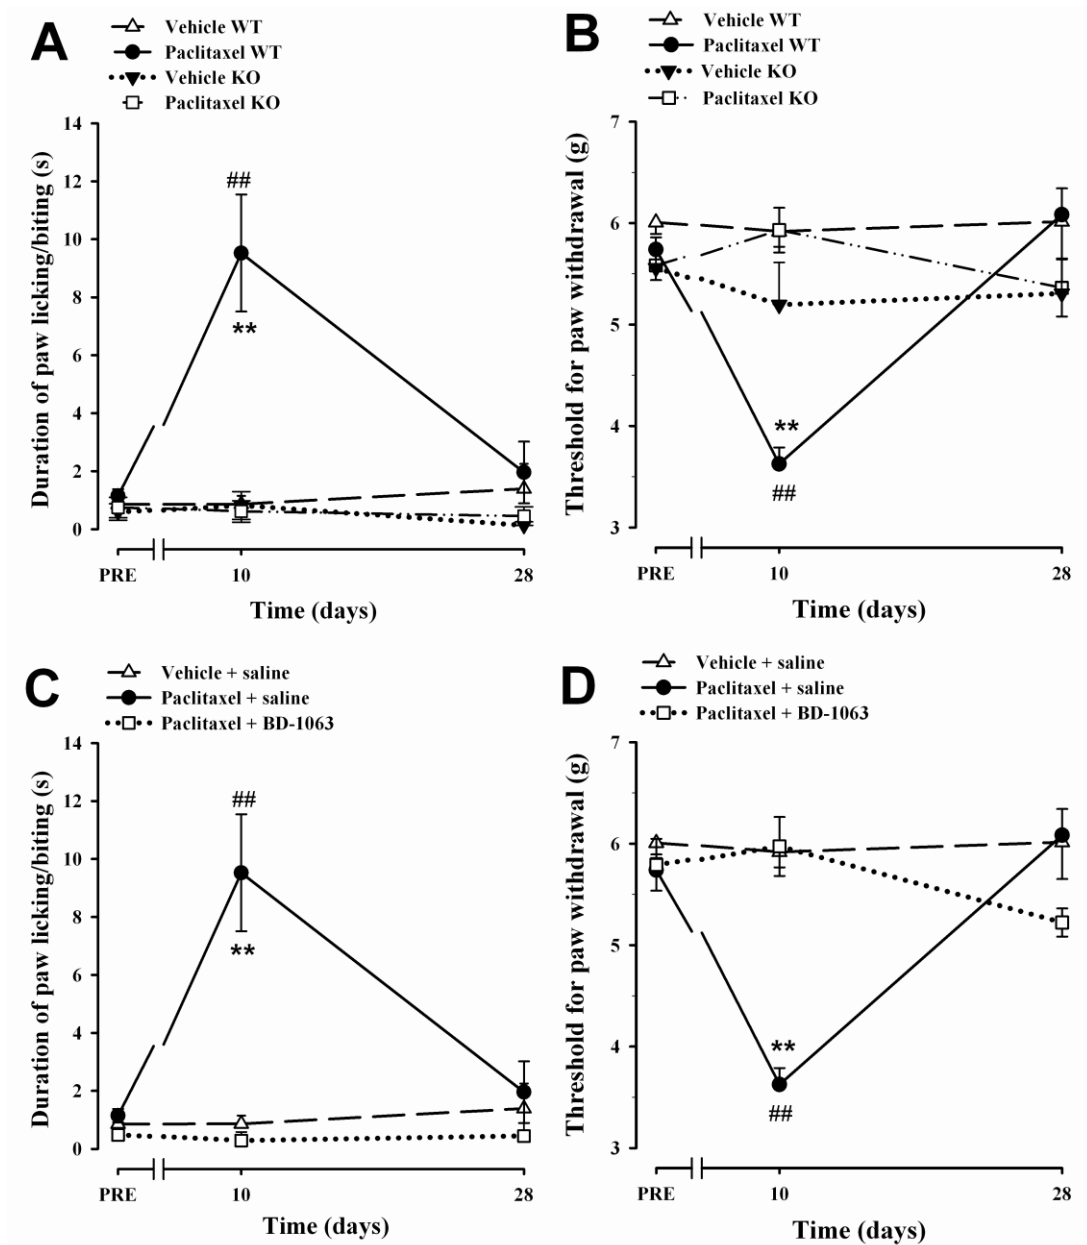 A
Vehicle WT
Paclitaxel WT
Vehicle KO
Paclitaxel KO
Duration of paw licking/biting (s)
14
12
10
8
6
4
2
0
##
**
PRE
10
28
Time (days)
B
Vehicle WT
Paclitaxel WT
Vehicle KO
Paclitaxel KO
Threshold for paw withdrawal (g)
7
6
5
4
3
**
##
PRE
10
28
Time (days)
C
Vehicle + saline
Paclitaxel + saline
Paclitaxel + BD-1063
Duration of paw licking/biting (s)
14
12
10
8
6
4
2
0
##
**
PRE
10
28
Time (days)
D
Vehicle + saline
Paclitaxel + saline
Paclitaxel + BD-1063
Threshold for paw withdrawal (g)
7
6
5
4
3
**
##
PRE
10
28
Time (days)